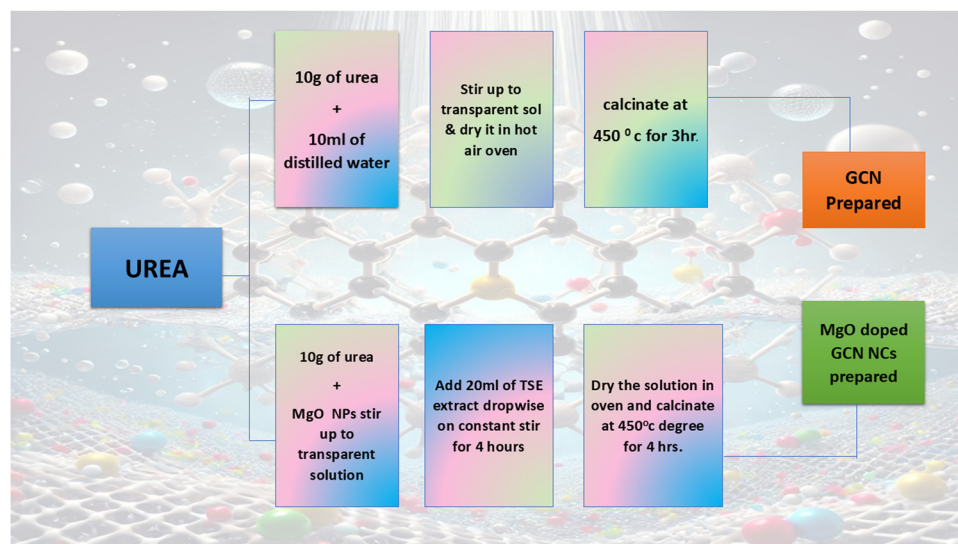 UREA
10g of urea
+
10ml of
distilled water
Stir up to
transparent sol
& dry it in hot
air oven
calcinate at
450 ⁰ c for 3hr.
GCN
Prepared
10g of urea
+
MgO NPs stir
up to
transparent
solution
Add 20ml of TSE
extract dropwise
on constant stir
for 4 hours
Dry the solution in
oven and calcinate
at 450⁰c degree
for 4 hrs.
MgO doped
GCN NCs
prepared